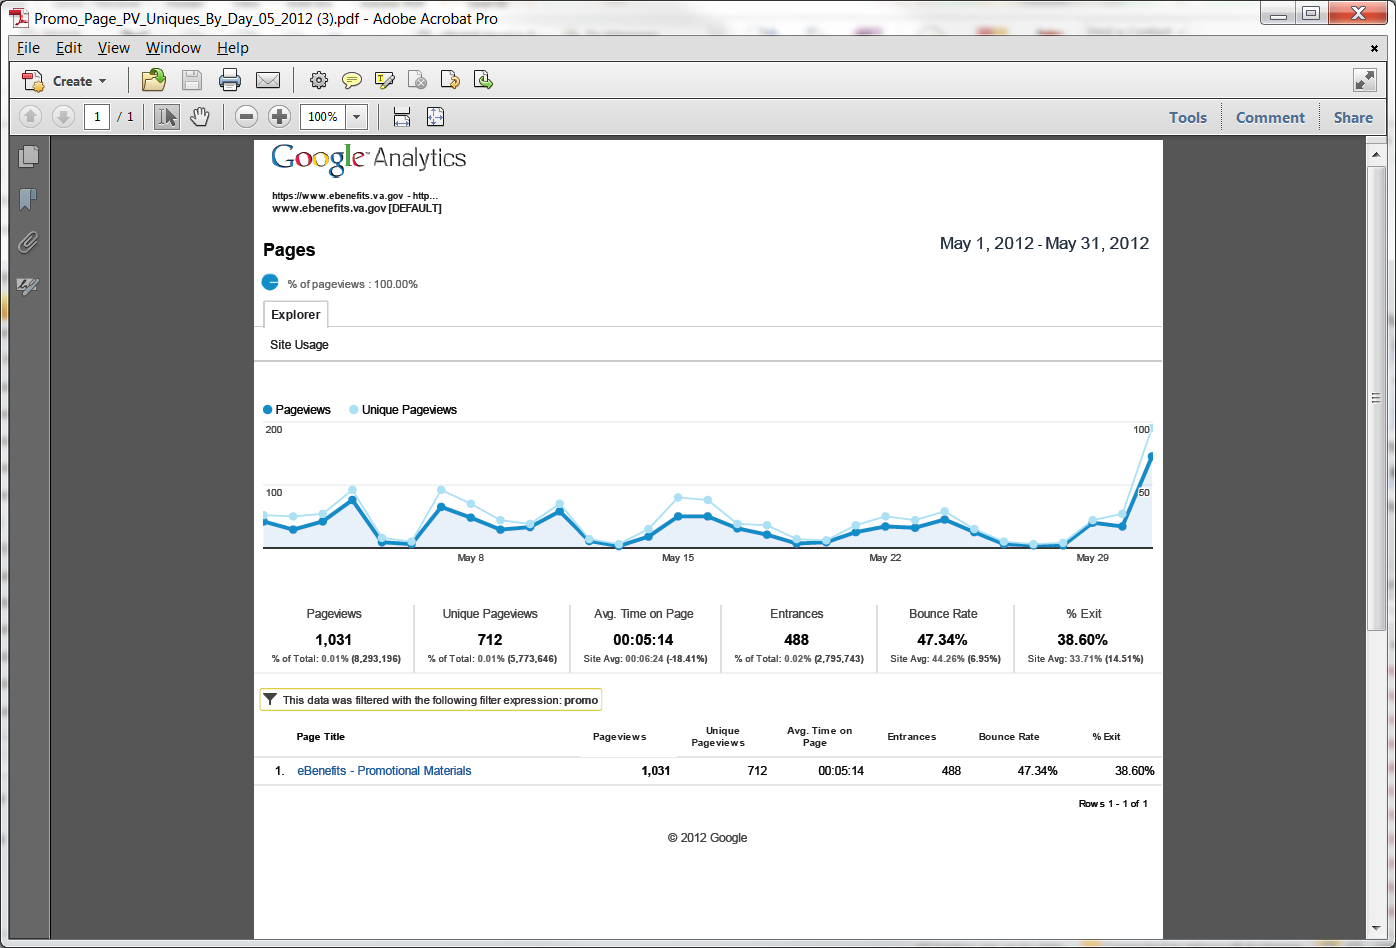 Promo_Page_PV_Uniques_By_Day_05_2012 (3).pdf - Adobe Acrobat Pro
File Edit View Window Help
Create
1 / 1 100% Tools Comment Share
Google™ Analytics
https://www.ebenefits.va.gov - http...
www.ebenefits.va.gov [DEFAULT]
Pages
May 1, 2012 - May 31, 2012
% of pageviews : 100.00%
Explorer
Site Usage
Pageviews Unique Pageviews
200 100
100 50
May 8 May 15 May 22 May 29
Pageviews Unique Pageviews Avg. Time on Page Entrances Bounce Rate % Exit
1,031 712 00:05:14 488 47.34% 38.60%
% of Total: 0.01% (8,293,196) % of Total: 0.01% (5,773,646) Site Avg: 00:06:24 (-18.41%) % of Total: 0.02% (2,795,743) Site Avg: 44.26% (6.95%) Site Avg: 33.71% (14.51%)
This data was filtered with the following filter expression: promo
Page Title Pageviews Unique Pageviews Avg. Time on Page Entrances Bounce Rate % Exit
1. eBenefits - Promotional Materials 1,031 712 00:05:14 488 47.34% 38.60%
Rows 1 - 1 of 1
© 2012 Google